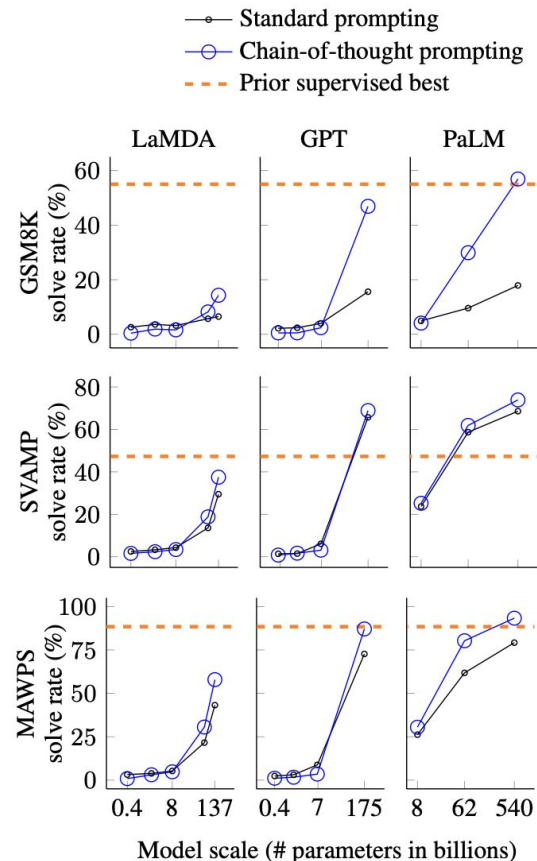 Standard prompting
Chain-of-thought prompting
Prior supervised best
LaMDA GPT PaLM
GSM8K
solve rate (%)
60
40
20
0
SVAMP
solve rate (%)
80
60
40
20
0
MAWPS
solve rate (%)
100
75
50
25
0
0.4 8 137 0.4 7 175 8 62 540
Model scale (# parameters in billions)